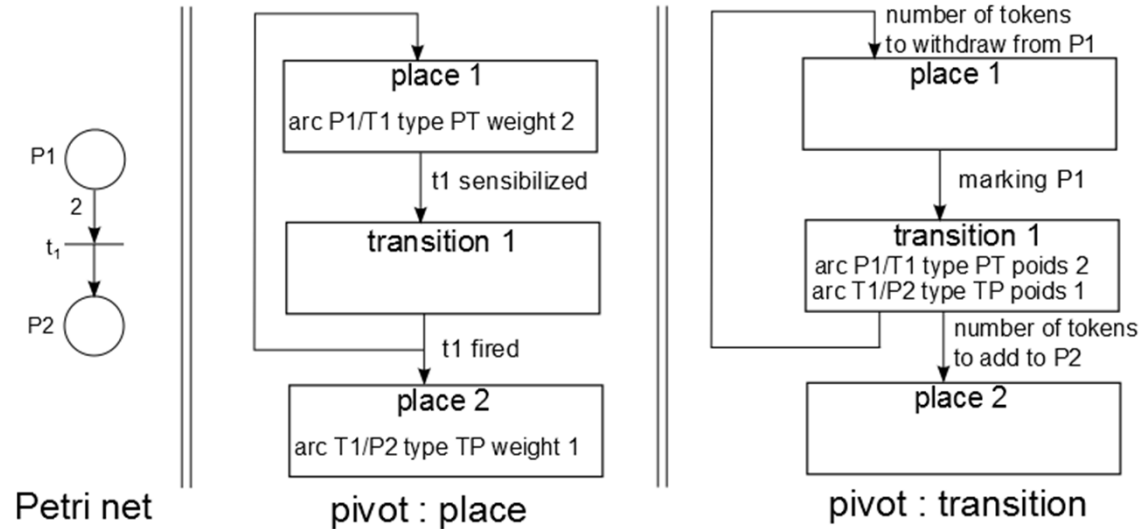 P1
2
t1
P2
Petri net
place 1
arc P1/T1 type PT weight 2
t1 sensibilized
transition 1
t1 fired
place 2
arc T1/P2 type TP weight 1
pivot : place
number of tokens
to withdraw from P1
place 1
marking P1
transition 1
arc P1/T1 type PT poids 2
arc T1/P2 type TP poids 1
number of tokens
to add to P2
place 2
pivot : transition